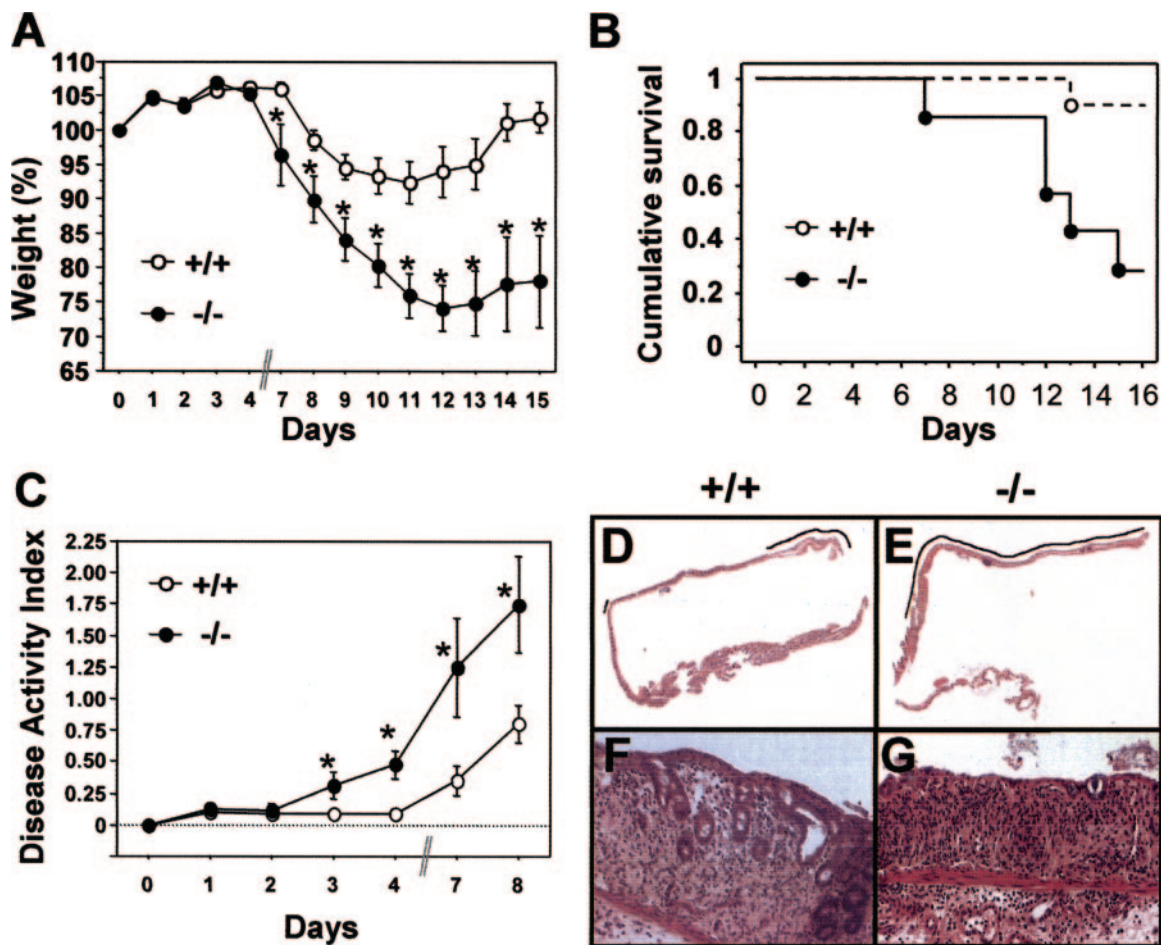 A
110
105
100
95
90
85
80
75
70
65
Weight (%)
+/+
-/-
* * * * * * * * *
0 1 2 3 4 7 8 9 10 11 12 13 14 15
Days
B
1
0.8
0.6
0.4
0.2
0
Cumulative survival
+/+
-/-
0 2 4 6 8 10 12 14 16
Days
C
2.25
2.00
1.75
1.50
1.25
1.00
0.75
0.50
0.25
0
Disease Activity Index
+/+
-/-
* * * *
0 1 2 3 4 7 8
Days
+/+ -/-
D E
F G